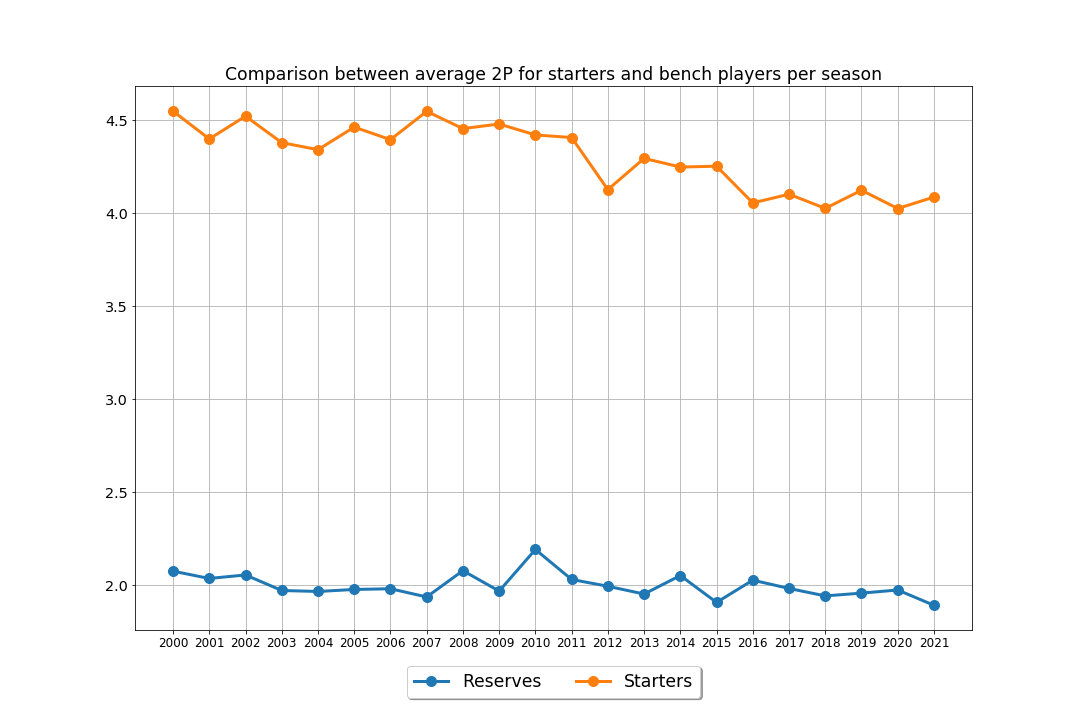 Comparison between average 2P for starters and bench players per season
4.5
4.0
3.5
3.0
2.5
2.0
2000 2001 2002 2003 2004 2005 2006 2007 2008 2009 2010 2011 2012 2013 2014 2015 2016 2017 2018 2019 2020 2021
Reserves Starters